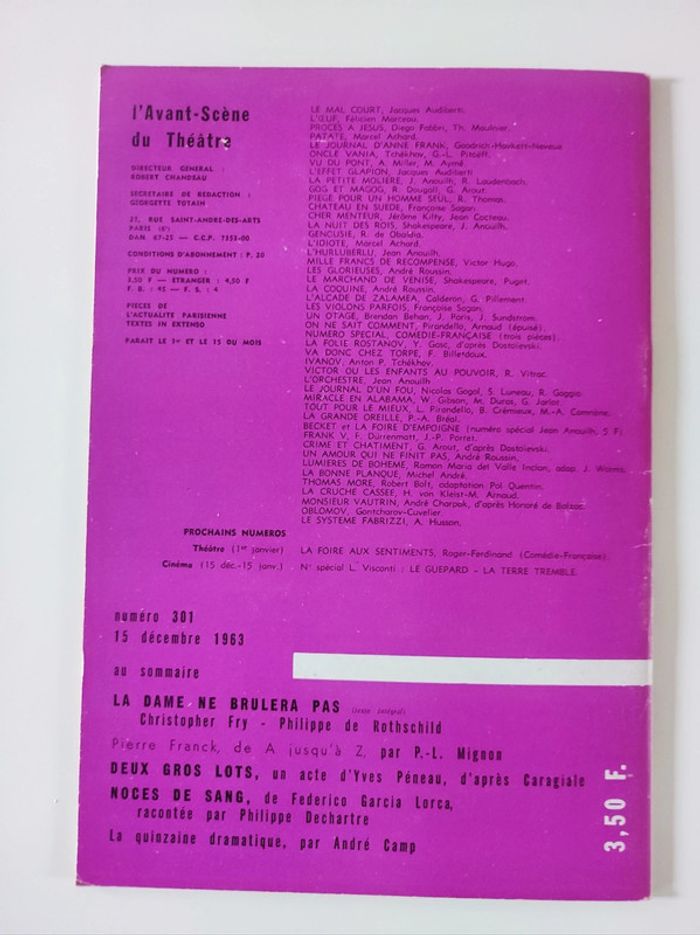 l'Avant-Scène
du Théâtre
DIRECTEUR GENERAL :
ROBERT CHANDEAU
SECRETAIRE DE REDACTION :
GEORGETTE TOTAIN
27, RUE SAINT-ANDRE-DES-ARTS
PARIS (6e)
DAN 67-25 — C.C.P. 7353-00
CONDITIONS D'ABONNEMENT : P. 20
PRIX DU NUMERO :
3,50 F — ETRANGER : 4,50 F
F. B. : 45 — F. S. : 4
PIECES DE
L'ACTUALITE PARISIENNE
TEXTES IN EXTENSO
PARAIT LE 1er ET LE 15 DU MOIS
LE MAL COURT, Jacques Audiberti.
L'ŒUF, Félicien Marceau.
PROCES A JESUS, Diego Fabbri, Th. Maulnier.
PATATE, Marcel Achard.
LE JOURNAL D'ANNE FRANK, Goodrich-Hackett-Neveux.
ONCLE VANIA, Tchékhov, G.-L. Pitoëff.
VU DU PONT, A. Miller, M. Aymé.
L'EFFET GLAPION, Jacques Audiberti
LA PETITE MOLIERE, J. Anouilh, R. Laudenbach.
GOG ET MAGOG, R. Dougall, G. Arout.
PIEGE POUR UN HOMME SEUL, R. Thomas.
CHATEAU EN SUEDE, Françoise Sagan.
CHER MENTEUR, Jérôme Kilty, Jean Cocteau.
LA NUIT DES ROIS, Shakespeare, J. Anouilh.
GENOUSIE, R. de Obaldia.
L'IDIOTE, Marcel Achard.
L'HURLUBERLU, Jean Anouilh.
MILLE FRANCS DE RECOMPENSE, Victor Hugo.
LES GLORIEUSES, André Roussin.
LE MARCHAND DE VENISE, Shakespeare, Puget.
LA COQUINE, André Roussin.
L'ALCADE DE ZALAMEA, Calderon, G. Pillement.
LES VIOLONS PARFOIS, Françoise Sagan.
UN OTAGE, Brendan Behan, J. Paris, J. Sundstrom.
ON NE SAIT COMMENT, Pirandello, Arnaud (épuisé).
NUMERO SPECIAL, COMEDIE-FRANÇAISE (trois pièces).
LA FOLIE ROSTANOV, Y. Gasc, d'après Dostoïevski.
VA DONC CHEZ TORPE, F. Billetdoux.
IVANOV, Anton P. Tchékhov.
VICTOR OU LES ENFANTS AU POUVOIR, R. Vitrac.
L'ORCHESTRE, Jean Anouilh
LE JOURNAL D'UN FOU, Nicolas Gogol, S. Luneau, R. Coggio.
MIRACLE EN ALABAMA, W. Gibson, M. Duras, G. Jarlot
TOUT POUR LE MIEUX, L. Pirandello, B. Crémieux, M.-A. Comnène.
LA GRANDE OREILLE, P.-A. Bréal.
BECKET et LA FOIRE D'EMPOIGNE (numéro spécial Jean Anouilh, 5 F)
FRANK V, F. Dürrenmatt, J.-P. Porret.
CRIME ET CHATIMENT, G. Arout, d'après Dostoïevski.
UN AMOUR QUI NE FINIT PAS, André Roussin.
LUMIERES DE BOHEME, Ramon Maria del Valle Inclan, adap. J. Worms.
LA BONNE PLANQUE, Michel André.
THOMAS MORE, Robert Bolt, adaptation Pol Quentin.
LA CRUCHE CASSEE, H. von Kleist-M. Arnaud.
MONSIEUR VAUTRIN, André Charpak, d'après Honoré de Balzac.
OBLOMOV, Gontcharov-Cuvelier.
LE SYSTEME FABRIZZI, A. Husson.
PROCHAINS NUMEROS
Théâtre (1er janvier) LA FOIRE AUX SENTIMENTS, Roger-Ferdinand (Comédie-Française).
Cinéma (15 déc.-15 janv.) N° spécial L. Visconti : LE GUEPARD - LA TERRE TREMBLE.
numéro 301
15 décembre 1963
au sommaire
LA DAME NE BRULERA PAS (texte intégral)
Christopher Fry - Philippe de Rothschild
Pierre Franck, de A jusqu'à Z, par P.-L. Mignon
DEUX GROS LOTS, un acte d'Yves Péneau, d'après Caragiale
NOCES DE SANG, de Federico Garcia Lorca,
racontée par Philippe Dechartre
La quinzaine dramatique, par André Camp
3,50 F.